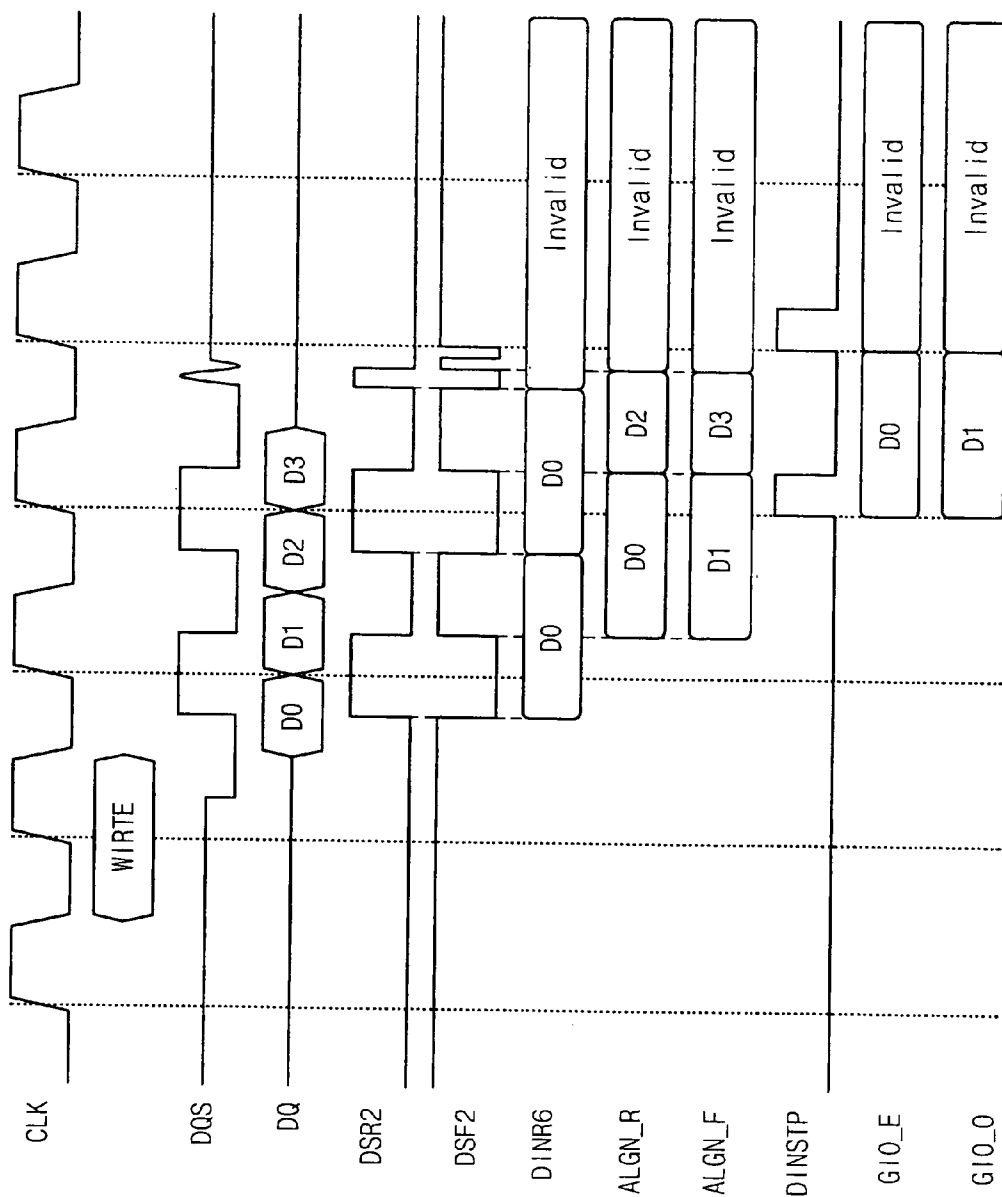 CLK
WIRTE
DQS
DQ D0 D1 D2 D3
DSR2
DSF2
DINR6 D0 D0 Invalid
ALGN_R D0 D2 Invalid
ALGN_F D1 D3 Invalid
DINSTP
GIO_E D0 Invalid
GIO_O D1 Invalid